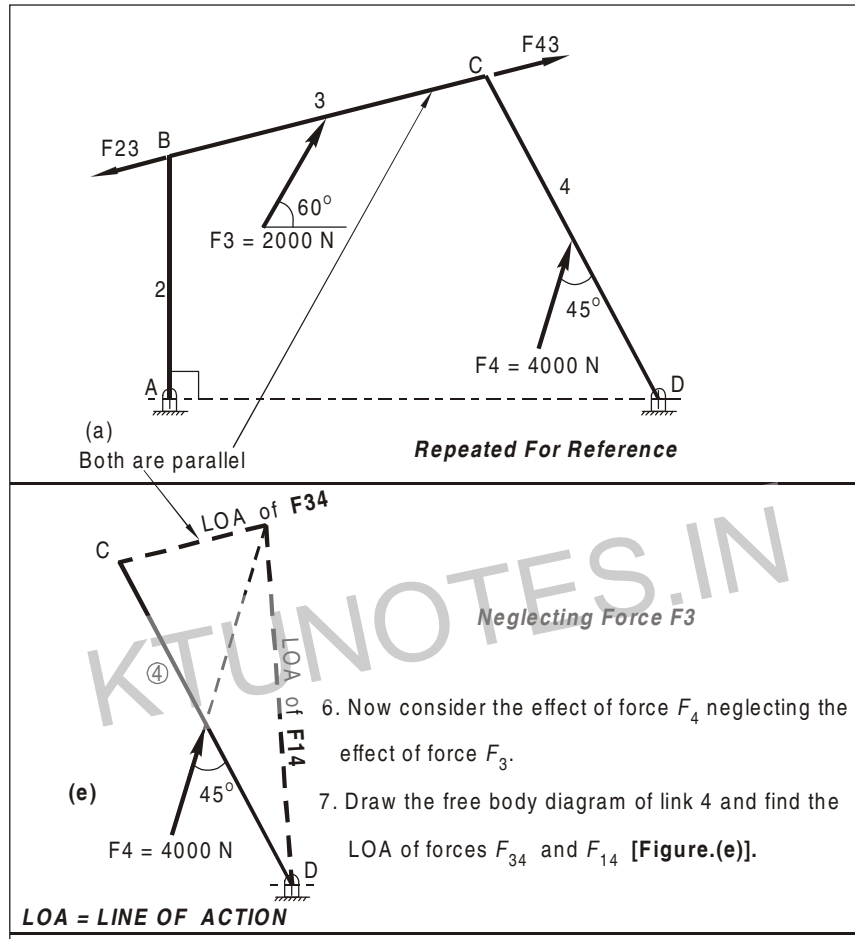 F43
C
3
B
F23
60°
F3 = 2000 N
4
2
45°
F4 = 4000 N
A
D
(a)
Both are parallel
Repeated For Reference
LOA of F34
C
Neglecting Force F3
KTUNOTES.IN
4
LOA of F14
6. Now consider the effect of force F4 neglecting the
effect of force F3.
(e)
45°
7. Draw the free body diagram of link 4 and find the
F4 = 4000 N
LOA of forces F34 and F14 [Figure.(e)].
D
LOA = LINE OF ACTION